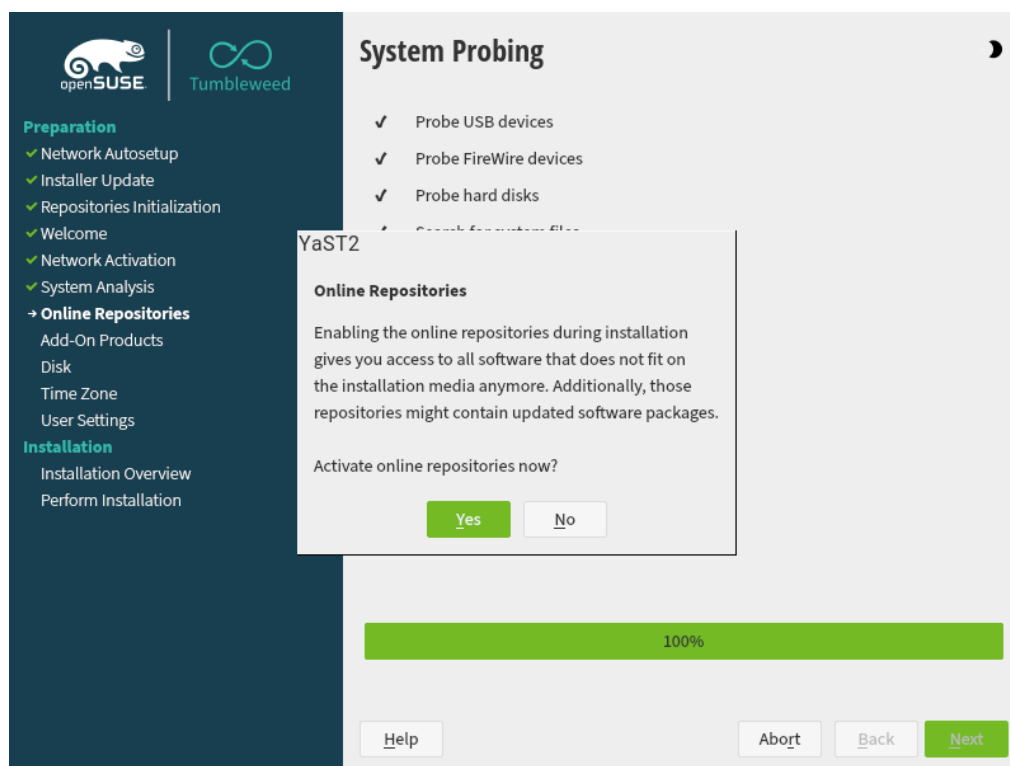 openSUSE.
Tumbleweed
Preparation
Network Autosetup
Installer Update
Repositories Initialization
Welcome
Network Activation
System Analysis
Online Repositories
Add-On Products
Disk
Time Zone
User Settings
Installation
Installation Overview
Perform Installation
System Probing
Probe USB devices
Probe FireWire devices
Probe hard disks
Search for system files
YaST2
Online Repositories
Enabling the online repositories during installation
gives you access to all software that does not fit on
the installation media anymore. Additionally, those
repositories might contain updated software packages.
Activate online repositories now?
Yes
No
100%
Help
Abort
Back
Next